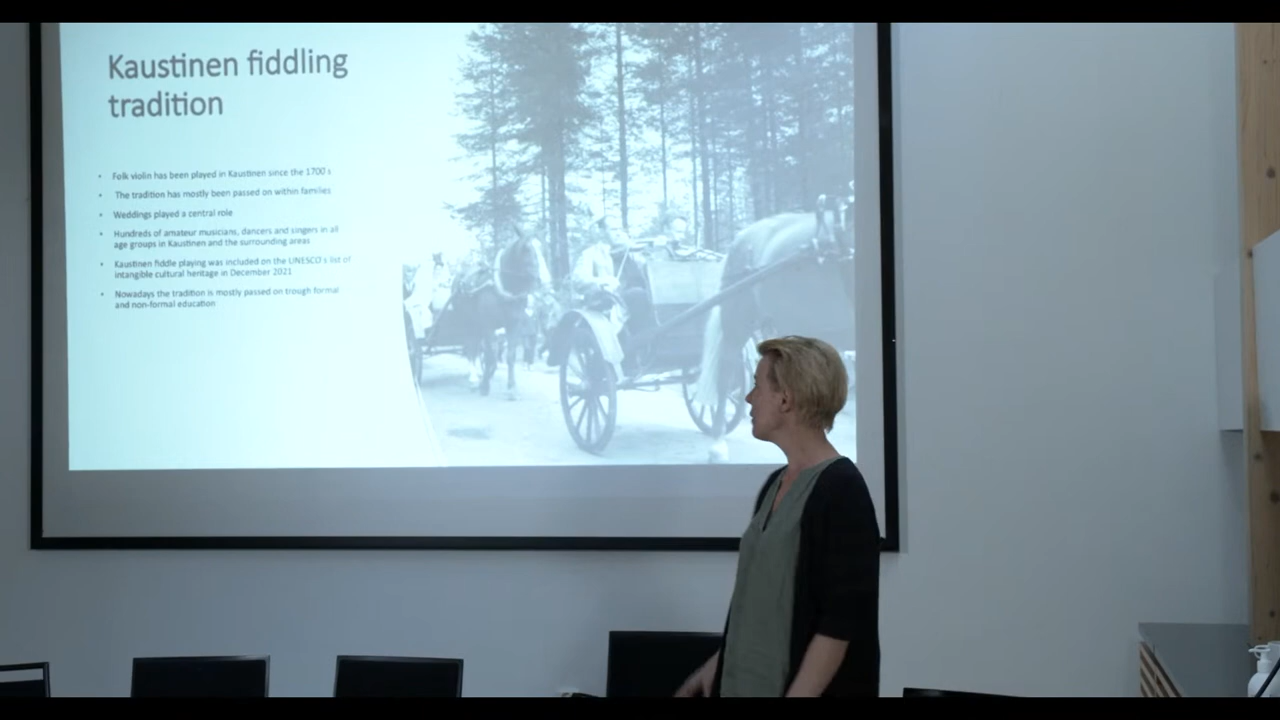 Kaustinen fiddling
tradition
• Folk violin has been played in Kaustinen since the 1700 s
• The tradition has mostly been passed on within families
• Weddings played a central role
• Hundreds of amateur musicians, dancers and singers in all
age groups in Kaustinen and the surrounding areas
• Kaustinen fiddle playing was included on the UNESCO's list of
intangible cultural heritage in December 2021
• Nowadays the tradition is mostly passed on trough formal
and non-formal education